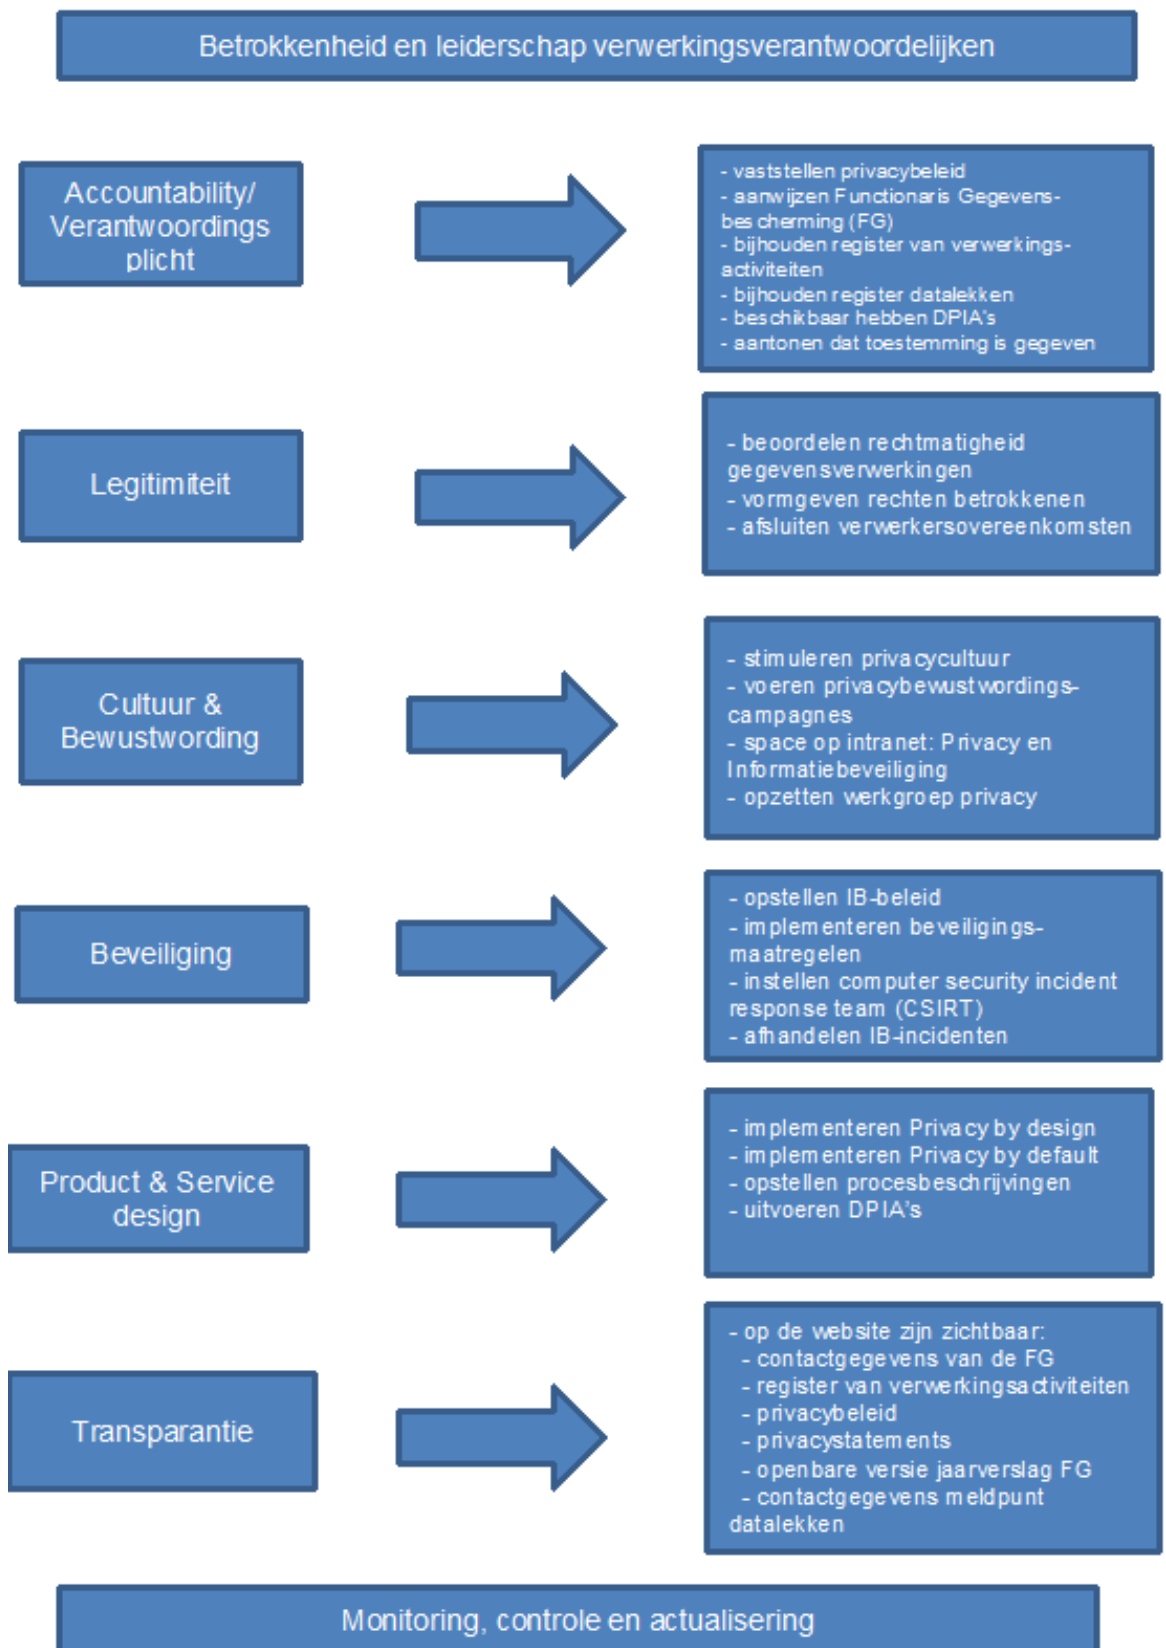 Betrokkenheid en leiderschap verwerkingsverantwoordelijken
Accountability/
Verantwoordings
plicht
- vaststellen privacybeleid
- aanwijzen Functionaris Gegevens-
bescherming (FG)
- bijhouden register van verwerkings-
activiteiten
- bijhouden register datalekken
- beschikbaar hebben DPIA's
- aantonen dat toestemming is gegeven
Legitimiteit
- beoordelen rechtmatigheid
gegevensverwerkingen
- vormgeven rechten betrokkenen
- afsluiten verwerkersovereenkomsten
Cultuur &
Bewustwording
- stimuleren privacycultuur
- voeren privacybewustwordings-
campagnes
- space op intranet: Privacy en
Informatiebeveiliging
- opzetten werkgroep privacy
Beveiliging
- opstellen IB-beleid
- implementeren beveiligings-
maatregelen
- instellen computer security incident
response team (CSIRT)
- afhandelen IB-incidenten
Product & Service
design
- implementeren Privacy by design
- implementeren Privacy by default
- opstellen procesbeschrijvingen
- uitvoeren DPIA's
Transparantie
- op de website zijn zichtbaar:
- contactgegevens van de FG
- register van verwerkingsactiviteiten
- privacybeleid
- privacystatements
- openbare versie jaarverslag FG
- contactgegevens meldpunt
datalekken
Monitoring, controle en actualisering